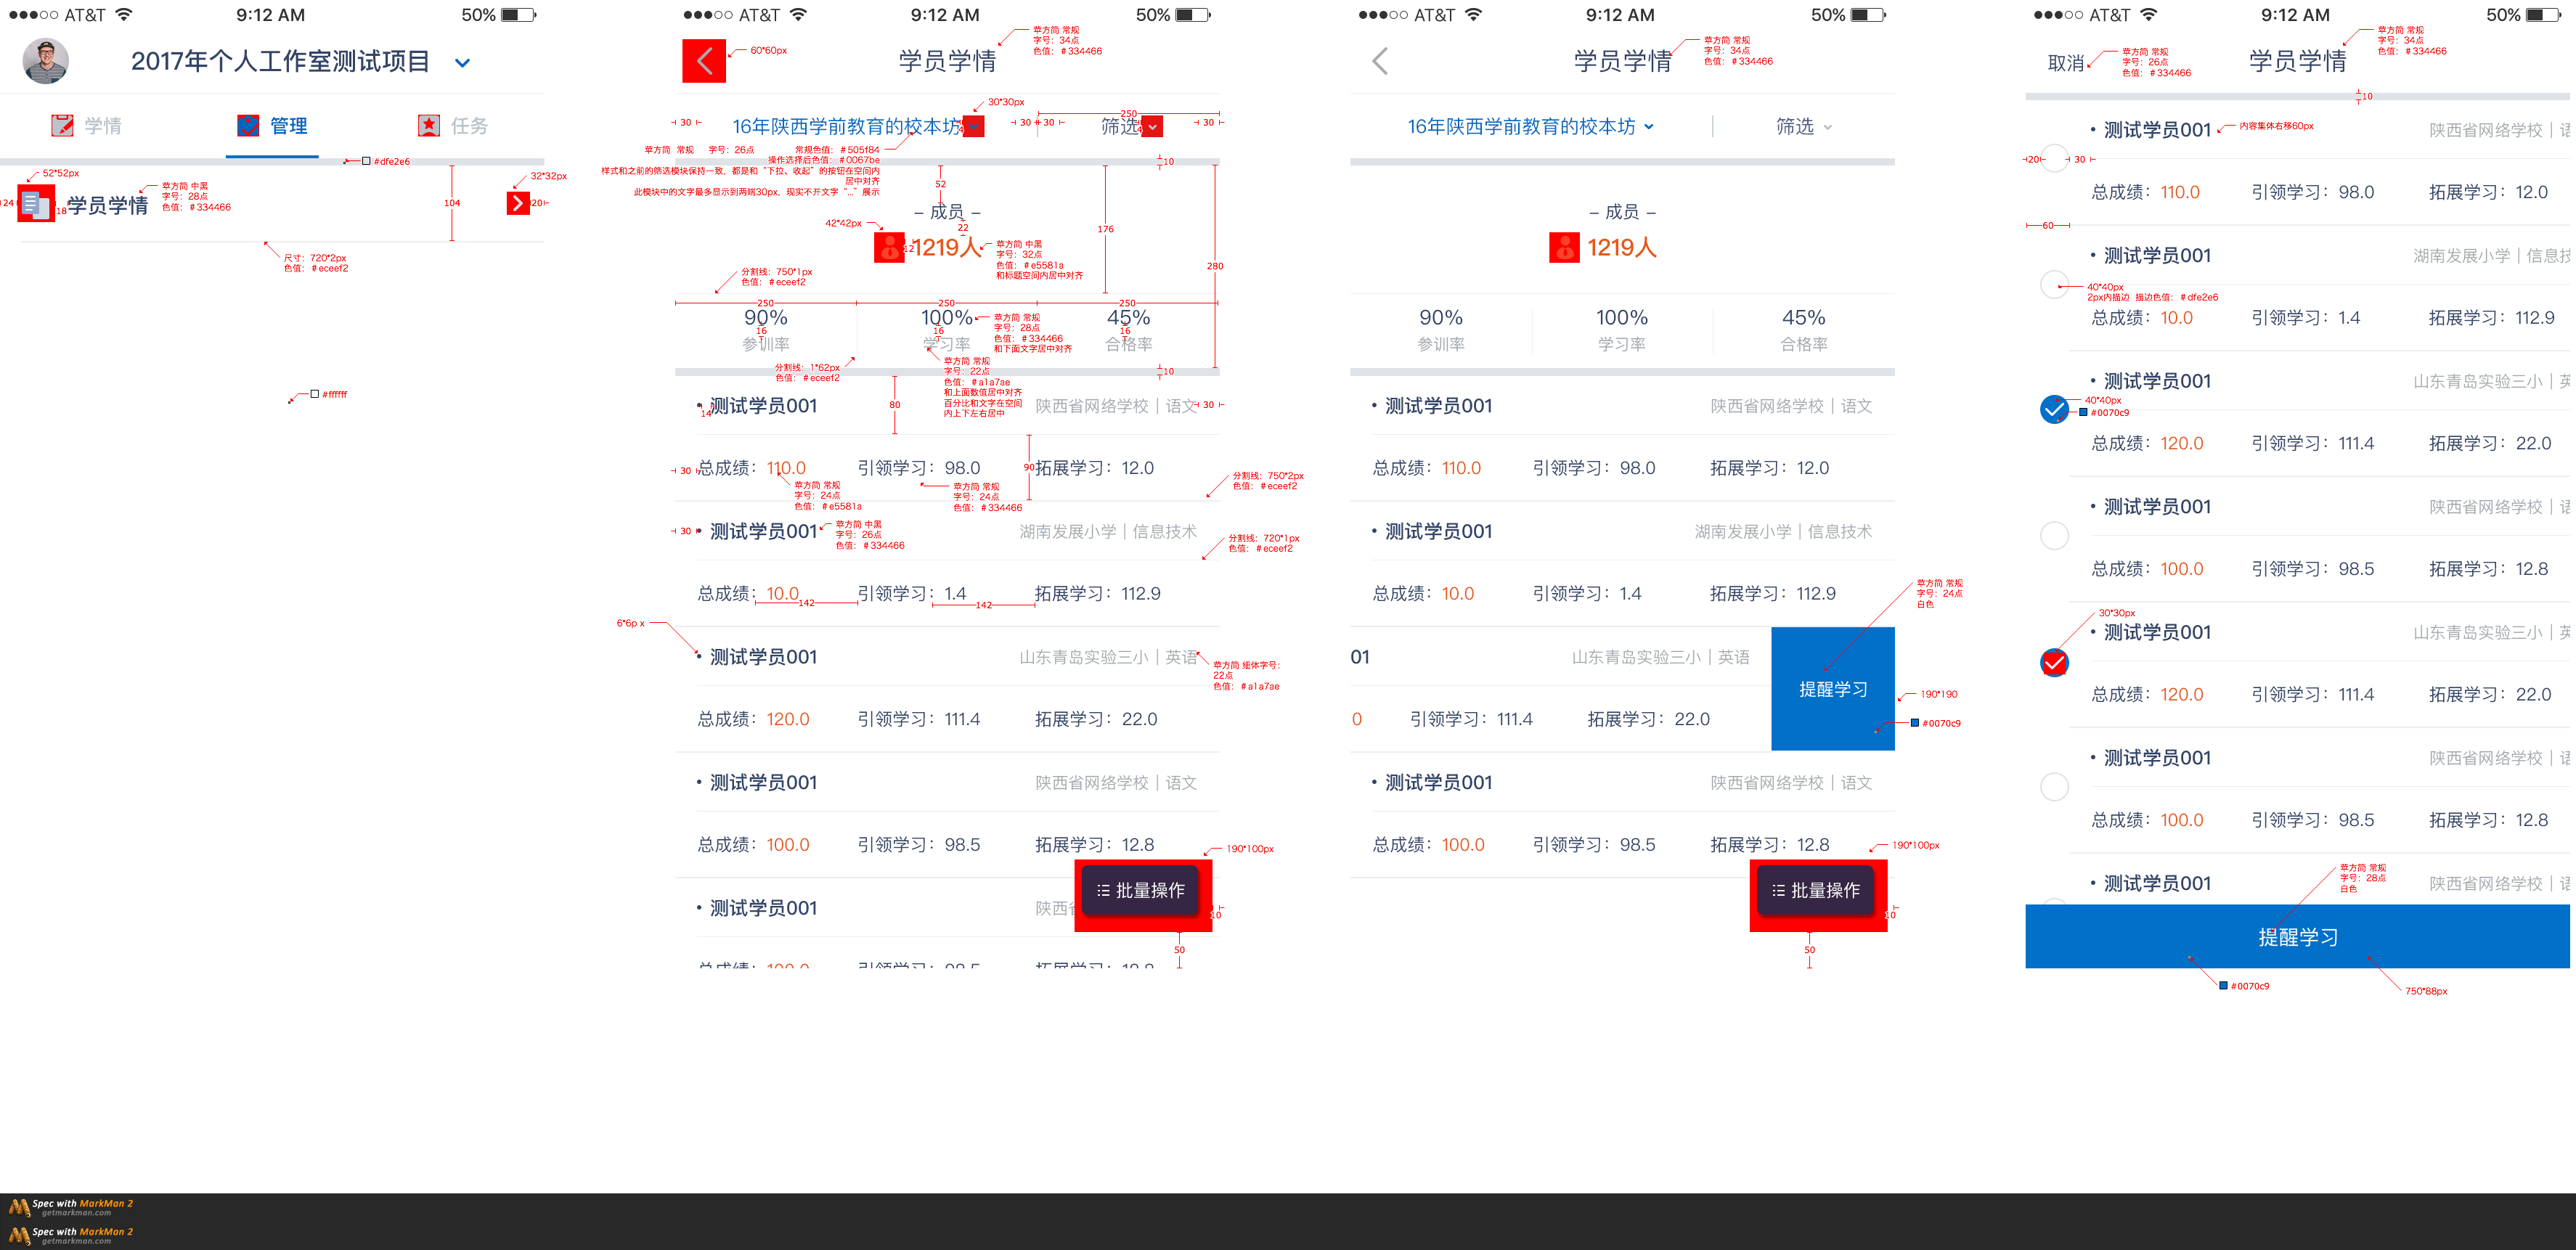 AT&T 9:12 AM 50%
2017年个人工作室测试项目
学情 管理 任务
#dfe2e6
52*52px
24
18
学员学情
苹方简 中黑
字号：28点
色值：#334466
104
32*32px
20
尺寸：720*2px
色值：#eceef2
#ffffff
AT&T 9:12 AM 50%
60*60px
学员学情
苹方简 常规
字号：34点
色值：#334466
30*30px
250
30
16年陕西学前教育的校本坊
30 30
筛选
30
苹方简 常规 字号：26点 常规色值：#505f84
操作选择后色值：#0067be
样式和之前的筛选模块保持一致，都是和“下拉、收起”的按钮在空间内
居中对齐
此模块中的文字最多显示到两端30px，现实不开文字“...”展示
10
52
– 成员 –
22
176
42*42px
12
1219人
苹方简 中黑
字号：32点
色值：#e5581a
和标题空间内居中对齐
280
分割线：750*1px
色值：#eceef2
250 250 250
90% 100% 45%
16 16 16
参训率 学习率 合格率
苹方简 常规
字号：28点
色值：#334466
和下面文字居中对齐
分割线：1*62px
色值：#eceef2
苹方简 常规
字号：22点
色值：#a1a7ae
和上面数值居中对齐
百分比和文字在空间
内上下左右居中
10
14
• 测试学员001 陕西省网络学校｜语文
80
30
30
总成绩：110.0 引领学习：98.0 拓展学习：12.0
90
苹方简 常规
字号：24点
色值：#e5581a
苹方简 常规
字号：24点
色值：#334466
分割线：750*2px
色值：#eceef2
30
• 测试学员001 湖南发展小学｜信息技术
苹方简 中黑
字号：26点
色值：#334466
分割线：720*1px
色值：#eceef2
总成绩：10.0 引领学习：1.4 拓展学习：112.9
142 142
6*6p x
• 测试学员001 山东青岛实验三小｜英语
苹方简 细体字号：
22点
色值：#a1a7ae
总成绩：120.0 引领学习：111.4 拓展学习：22.0
• 测试学员001 陕西省网络学校｜语文
总成绩：100.0 引领学习：98.5 拓展学习：12.8
190*100px
批量操作
• 测试学员001 陕西省
10
50
总成绩：100.0 引领学习：98.5 拓展学习：12.8
AT&T 9:12 AM 50%
学员学情
苹方简 常规
字号：34点
色值：#334466
16年陕西学前教育的校本坊 筛选
– 成员 –
1219人
90% 100% 45%
参训率 学习率 合格率
• 测试学员001 陕西省网络学校｜语文
总成绩：110.0 引领学习：98.0 拓展学习：12.0
• 测试学员001 湖南发展小学｜信息技术
总成绩：10.0 引领学习：1.4 拓展学习：112.9
苹方简 常规
字号：24点
白色
01 山东青岛实验三小｜英语
提醒学习
190*190
0 引领学习：111.4 拓展学习：22.0
#0070c9
• 测试学员001 陕西省网络学校｜语文
总成绩：100.0 引领学习：98.5 拓展学习：12.8
190*100px
批量操作
10
50
AT&T 9:12 AM 50%
取消
苹方简 常规
字号：26点
色值：#334466
学员学情
苹方简 常规
字号：34点
色值：#334466
10
• 测试学员001 陕西省网络学校｜语
内容集体右移60px
20 30
总成绩：110.0 引领学习：98.0 拓展学习：12.0
60
• 测试学员001 湖南发展小学｜信息技
40*40px
2px内描边 描边色值：#dfe2e6
总成绩：10.0 引领学习：1.4 拓展学习：112.9
• 测试学员001 山东青岛实验三小｜英
40*40px
#0070c9
总成绩：120.0 引领学习：111.4 拓展学习：22.0
• 测试学员001 陕西省网络学校｜语
总成绩：100.0 引领学习：98.5 拓展学习：12.8
30*30px
• 测试学员001 山东青岛实验三小｜英
总成绩：120.0 引领学习：111.4 拓展学习：22.0
• 测试学员001 陕西省网络学校｜语
总成绩：100.0 引领学习：98.5 拓展学习：12.8
苹方简 常规
字号：28点
白色
• 测试学员001 陕西省网络学校｜语
提醒学习
#0070c9
750*88px
Spec with MarkMan 2
getmarkman.com
Spec with MarkMan 2
getmarkman.com